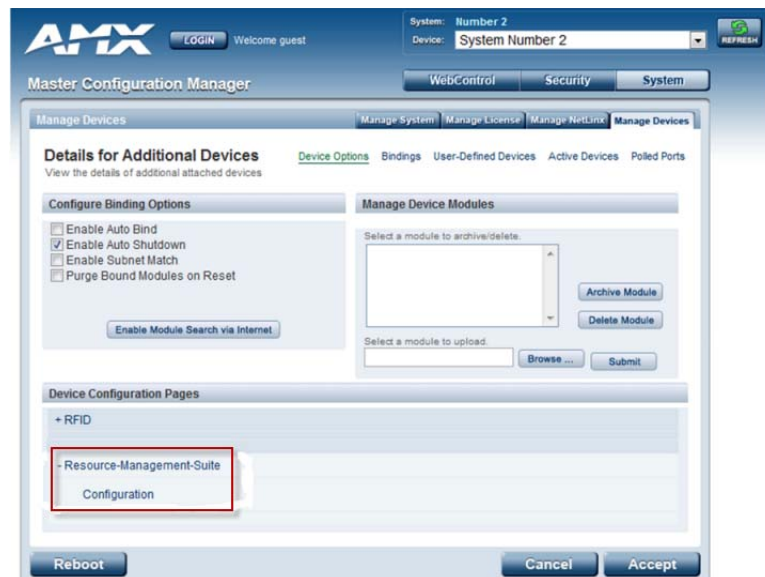 AMX
LOGIN Welcome guest
System: Number 2
Device: System Number 2
REFRESH
Master Configuration Manager
WebControl Security System
Manage Devices
Manage System Manage License Manage NetLinx Manage Devices
Details for Additional Devices
View the details of additional attached devices
Device Options Bindings User-Defined Devices Active Devices Polled Ports
Configure Binding Options
Enable Auto Bind
Enable Auto Shutdown
Enable Subnet Match
Purge Bound Modules on Reset
Enable Module Search via Internet
Manage Device Modules
Select a module to archive/delete.
Archive Module
Delete Module
Select a module to upload.
Browse ... Submit
Device Configuration Pages
+ RFID
- Resource-Management-Suite
Configuration
Reboot Cancel Accept